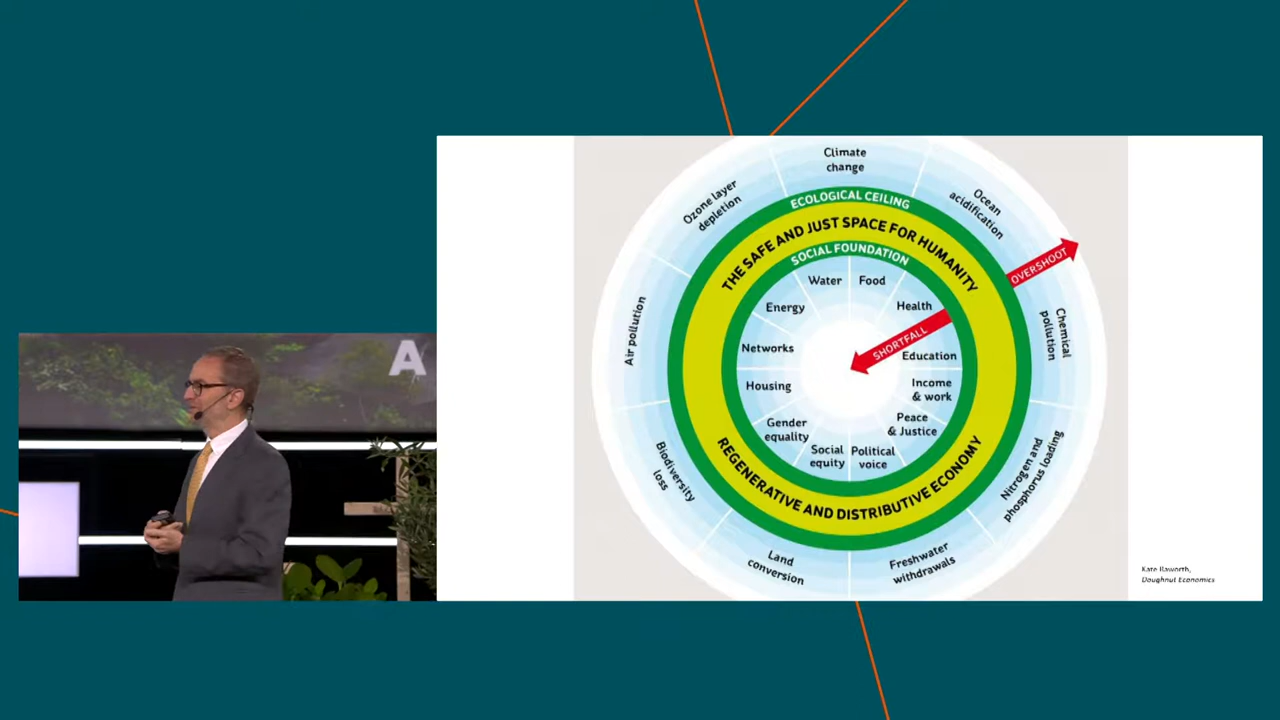 A
Climate
change
Ozone layer
depletion
Ocean
acidification
ECOLOGICAL CEILING
THE SAFE AND JUST SPACE FOR HUMANITY
SOCIAL FOUNDATION
OVERSHOOT
Water
Food
Energy
Health
Air pollution
Chemical
pollution
SHORTFALL
Networks
Education
Housing
Income
& work
Gender
equality
Peace
& Justice
Social
equity
Political
voice
REGENERATIVE AND DISTRIBUTIVE ECONOMY
Biodiversity
loss
Nitrogen and
phosphorus loading
Land
conversion
Freshwater
withdrawals
Kate Raworth,
Doughnut Economics